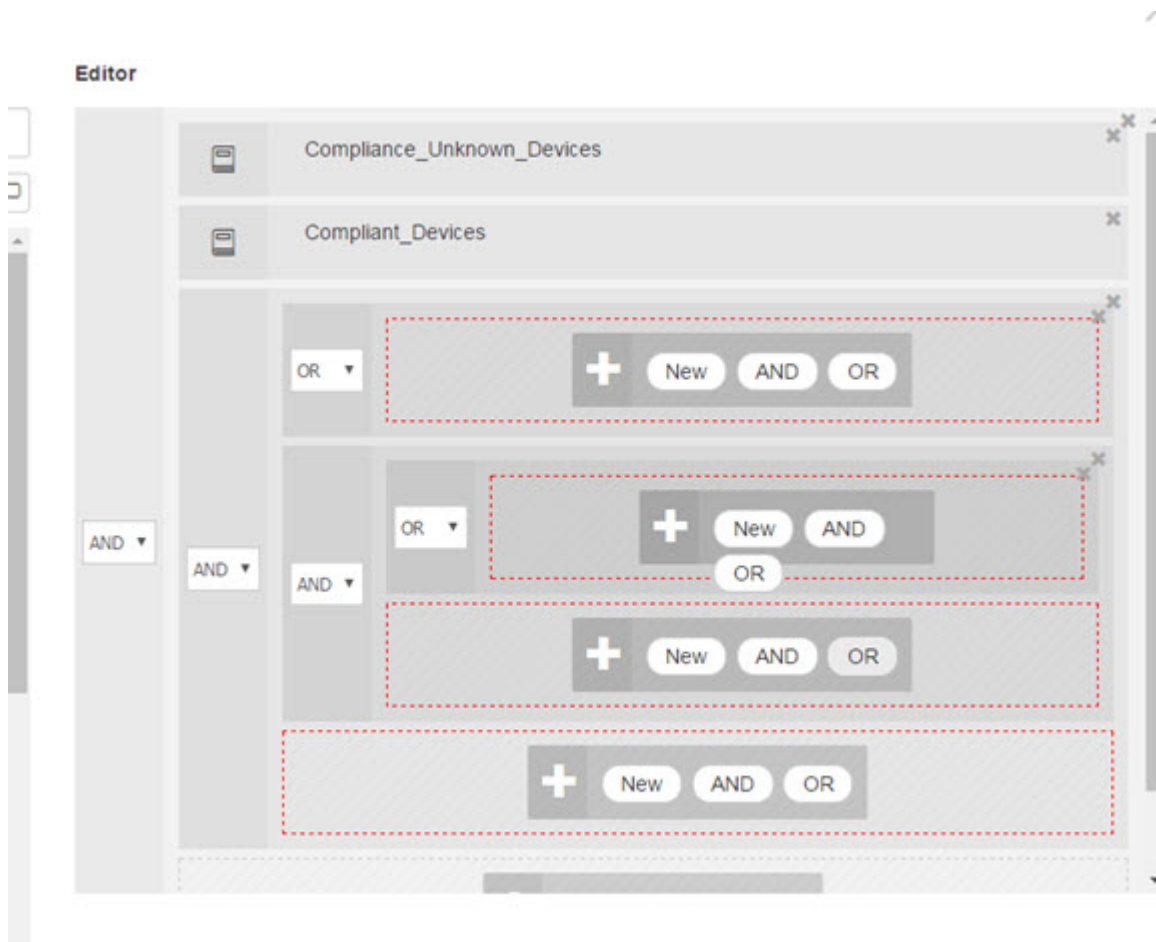 Editor
Compliance_Unknown_Devices
Compliant_Devices
OR
New AND OR
OR
New AND
OR
AND
AND
AND
New AND OR
New AND OR